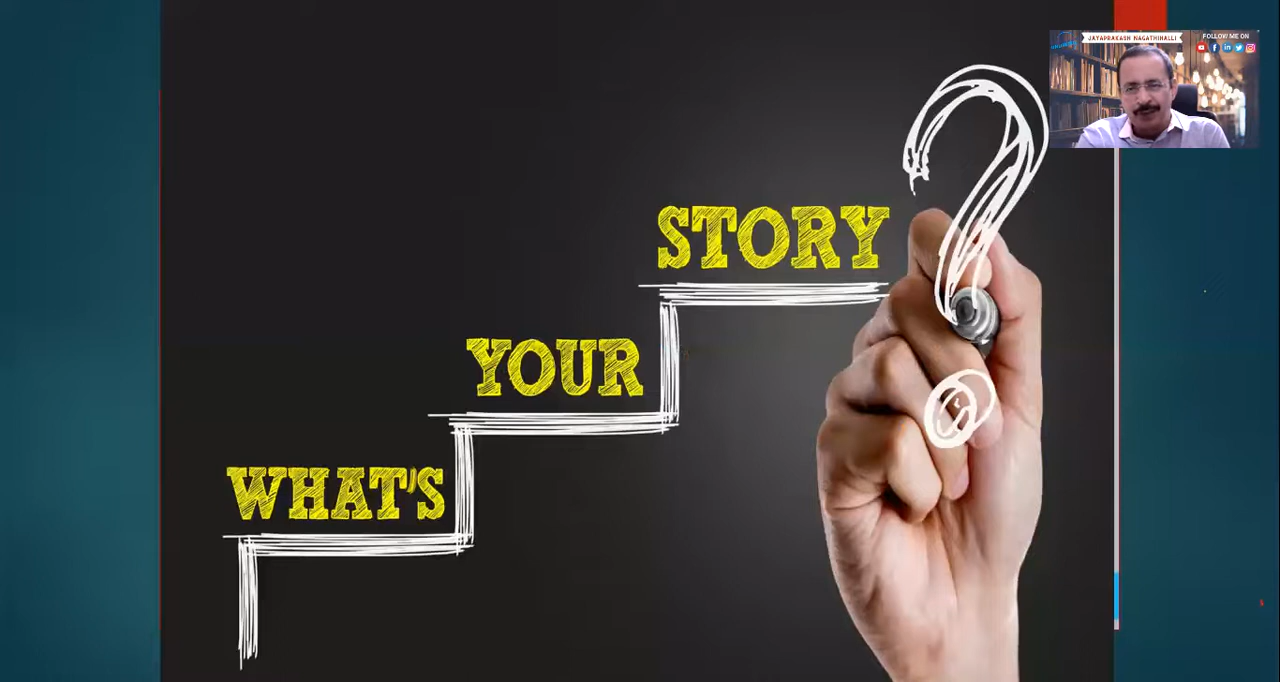 JAYAPRAKASH NAGATHIHALLI
FOLLOW ME ON
STORY
YOUR
WHAT'S
?